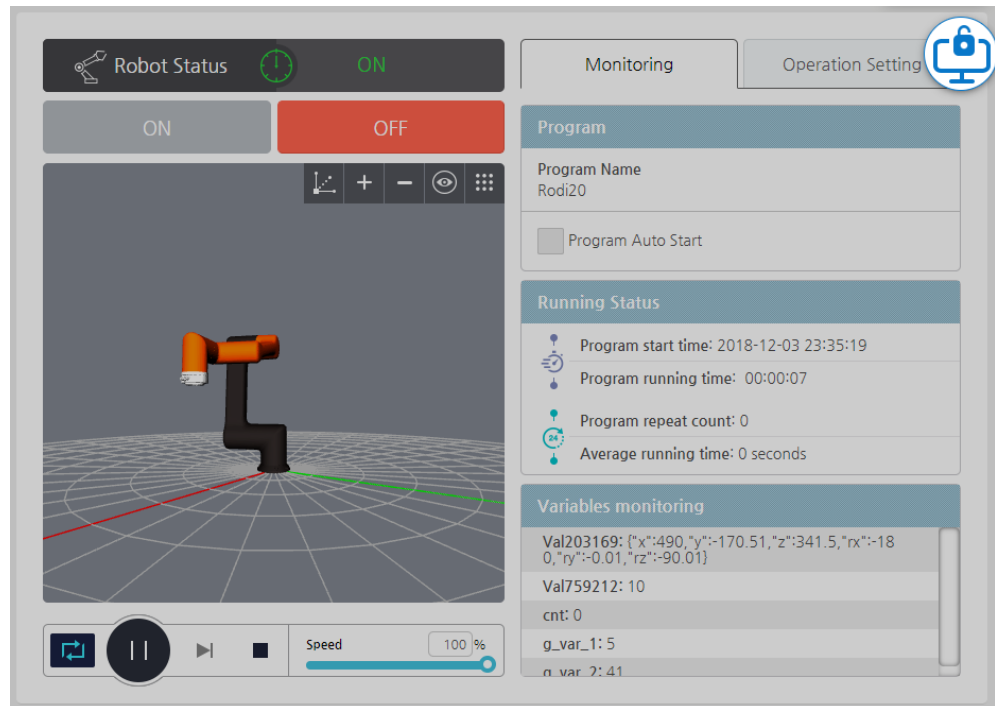 Robot Status ON
Monitoring
Operation Setting
ON
OFF
Program
Program Name
Rodi20
Program Auto Start
Running Status
Program start time: 2018-12-03 23:35:19
Program running time: 00:00:07
Program repeat count: 0
24
Average running time: 0 seconds
Variables monitoring
Val203169: {"x":490,"y":-170.51,"z":341.5,"rx":-18
0,"ry":-0.01,"rz":-90.01}
Val759212: 10
cnt: 0
g_var_1: 5
g_var_2: 41
Speed 100 %